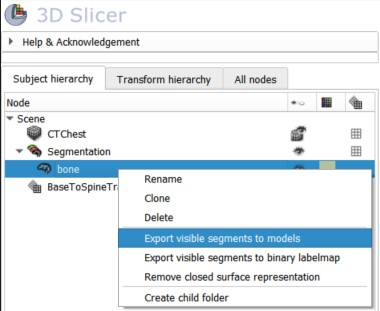 3D Slicer
Help & Acknowledgement
Subject hierarchy Transform hierarchy All nodes
Node
Scene
CTChest
Segmentation
bone
BaseToSpineTra
Rename
Clone
Delete
Export visible segments to models
Export visible segments to binary labelmap
Remove closed surface representation
Create child folder